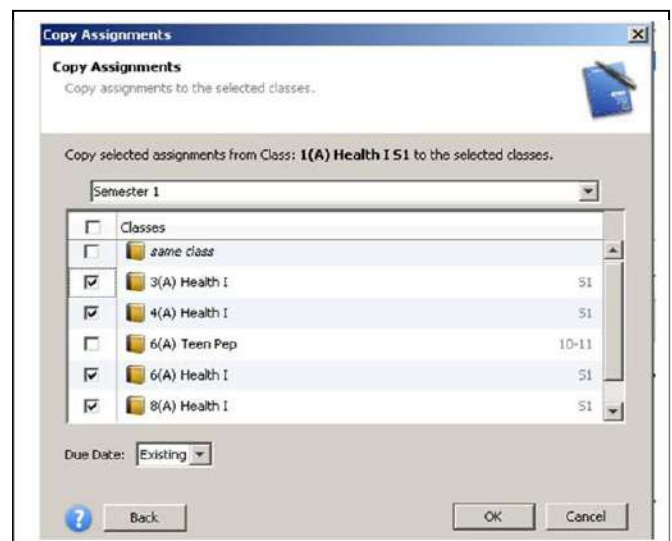 Copy Assignments
Copy Assignments
Copy assignments to the selected classes.
Copy selected assignments from Class: 1(A) Health I S1 to the selected classes.
Semester 1
Classes
same class
3(A) Health I S1
4(A) Health I S1
6(A) Teen Pep 10-11
6(A) Health I S1
8(A) Health I S1
Due Date: Existing
? Back OK Cancel